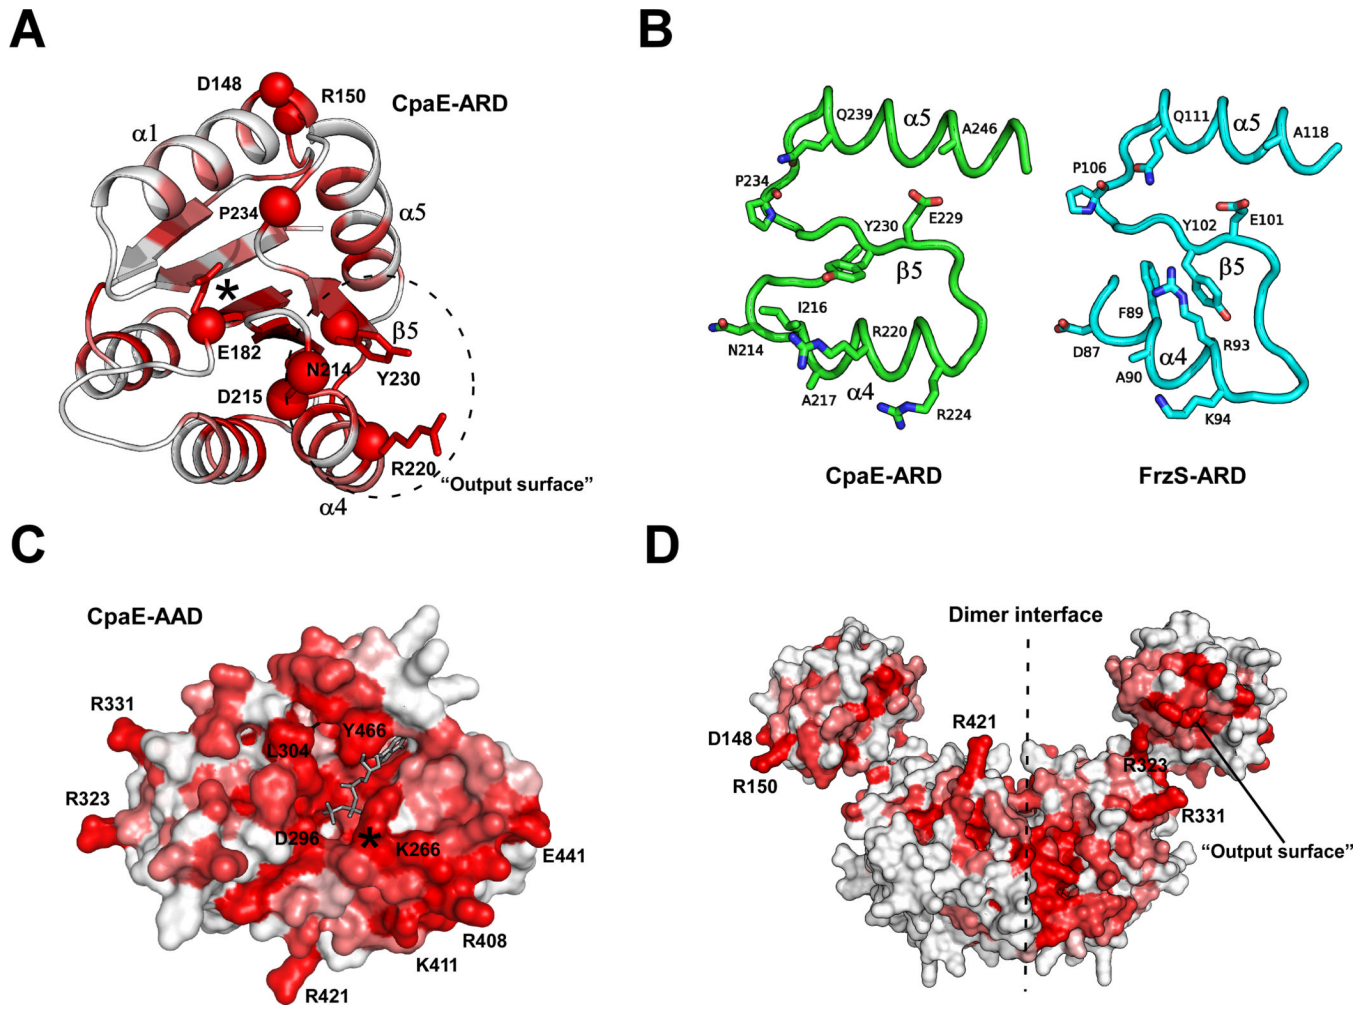 A
D148
R150
CpaE-ARD
α1
P234
α5
*
E182
β5
N214
Y230
D215
R220
"Output surface"
α4
B
Q239
α5
A246
P234
Y230
E229
β5
I216
N214
R220
A217
α4
R224
CpaE-ARD
Q111
α5
A118
P106
Y102
E101
β5
F89
D87
R93
A90
α4
K94
FrzS-ARD
C
CpaE-AAD
R331
Y466
L304
R323
D296
*
K266
E441
R408
K411
R421
D
Dimer interface
D148
R421
R150
R323
R331
"Output surface"